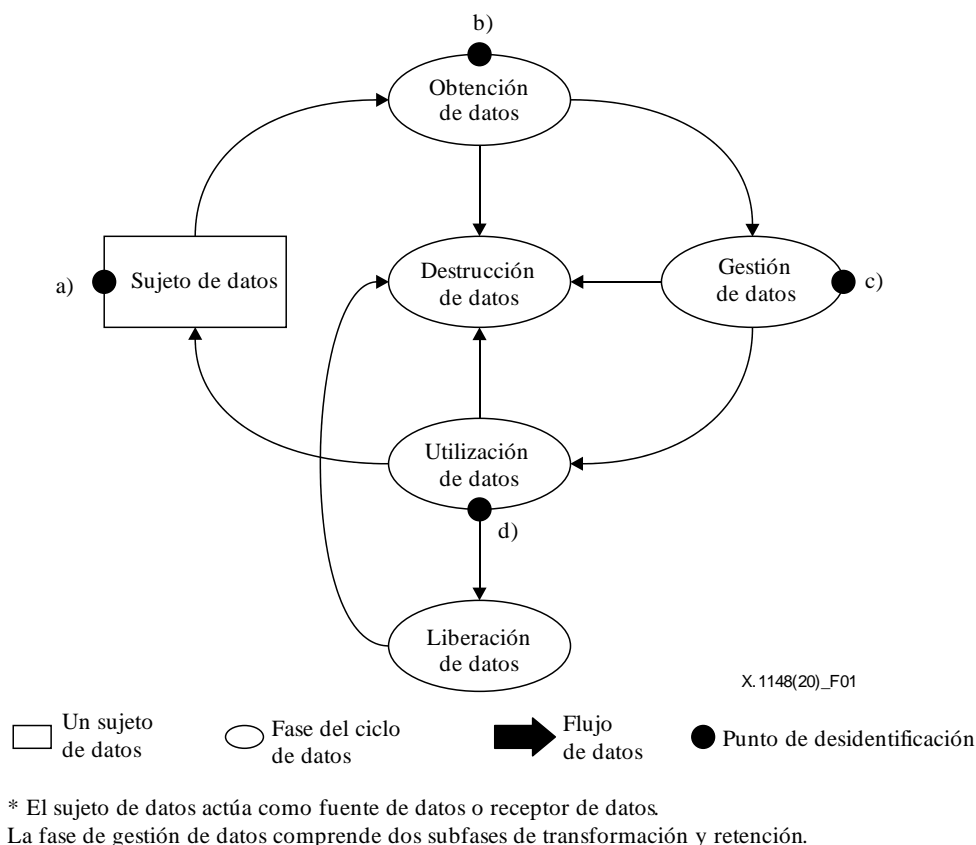 b)
Obtención
de datos
a)
Sujeto de datos
Destrucción
de datos
Gestión
de datos
c)
Utilización
de datos
d)
Liberación
de datos
X.1148(20)_F01
Un sujeto
de datos
Fase del ciclo
de datos
Flujo
de datos
Punto de desidentificación
* El sujeto de datos actúa como fuente de datos o receptor de datos.
La fase de gestión de datos comprende dos subfases de transformación y retención.